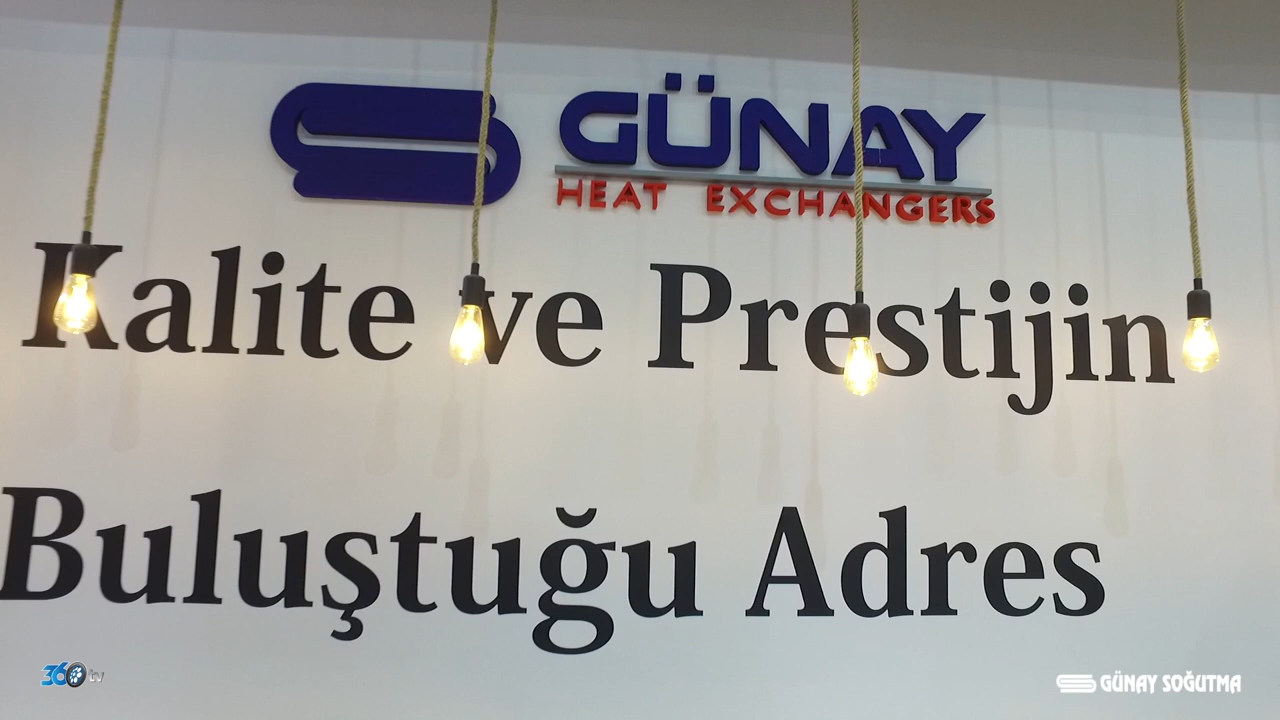 GÜNAY
HEAT EXCHANGERS
Kalite ve Prestijin
Buluştuğu Adres
360 tv
GÜNAY SOĞUTMA